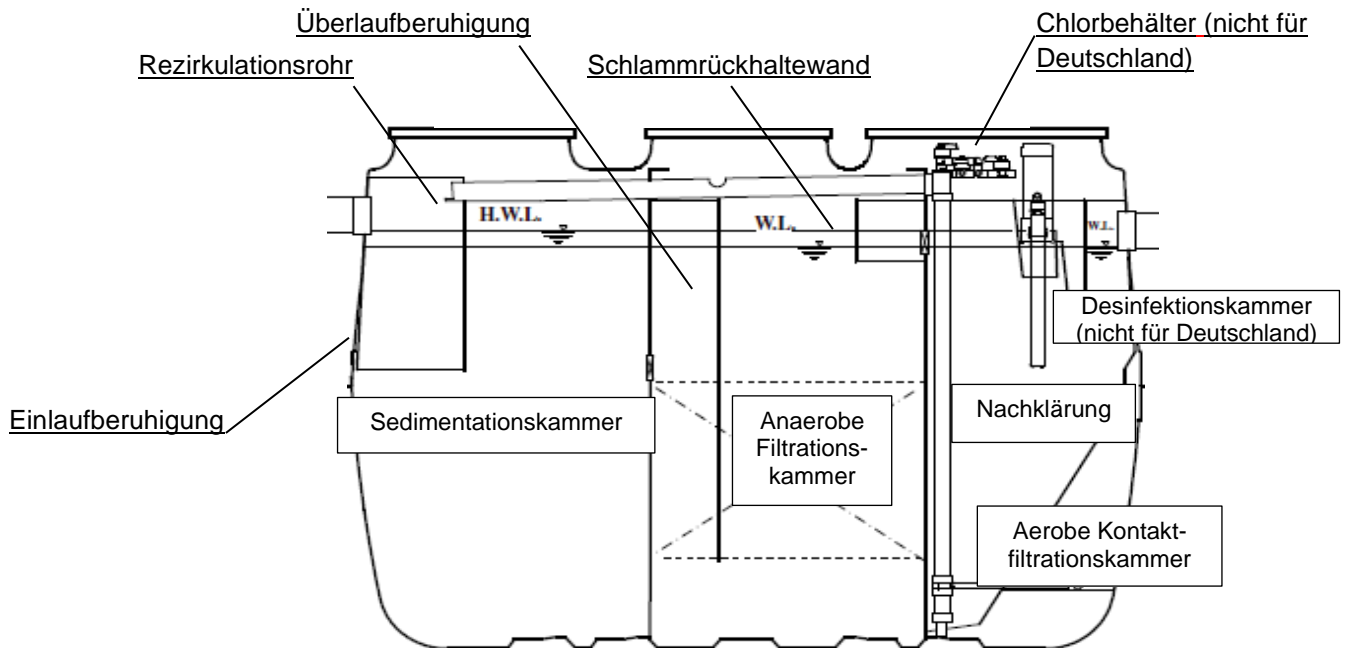 Überlaufberuhigung
Chlorbehälter (nicht für
Deutschland)
Rezirkulationsrohr
Schlammrückhaltewand
H.W.L.
W.L.
W.L.
Desinfektionskammer
(nicht für Deutschland)
Einlaufberuhigung
Sedimentationskammer
Anaerobe
Filtrations-
kammer
Nachklärung
Aerobe Kontakt-
filtrationskammer